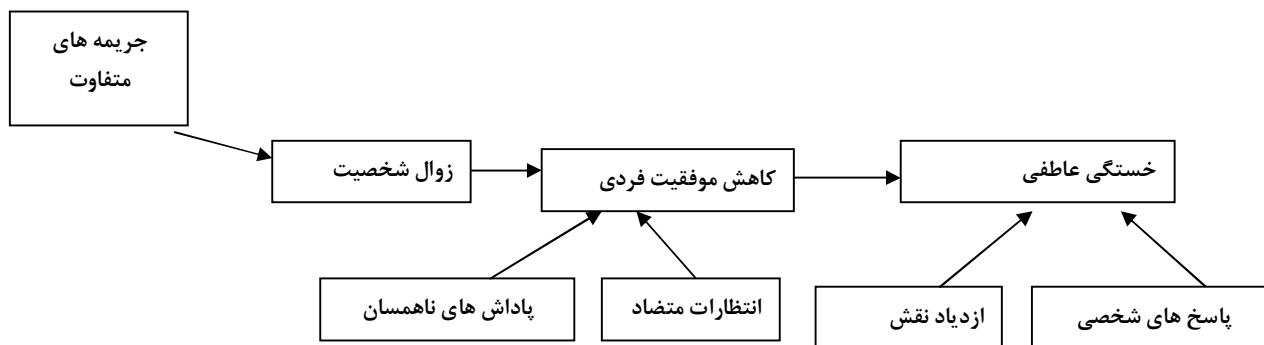 جریمه های
متفاوت
زوال شخصیت
کاهش موفقیت فردی
خستگی عاطفی
پاداش های ناهمسان
انتظارات متضاد
ازدیاد نقش
پاسخ های شخصی